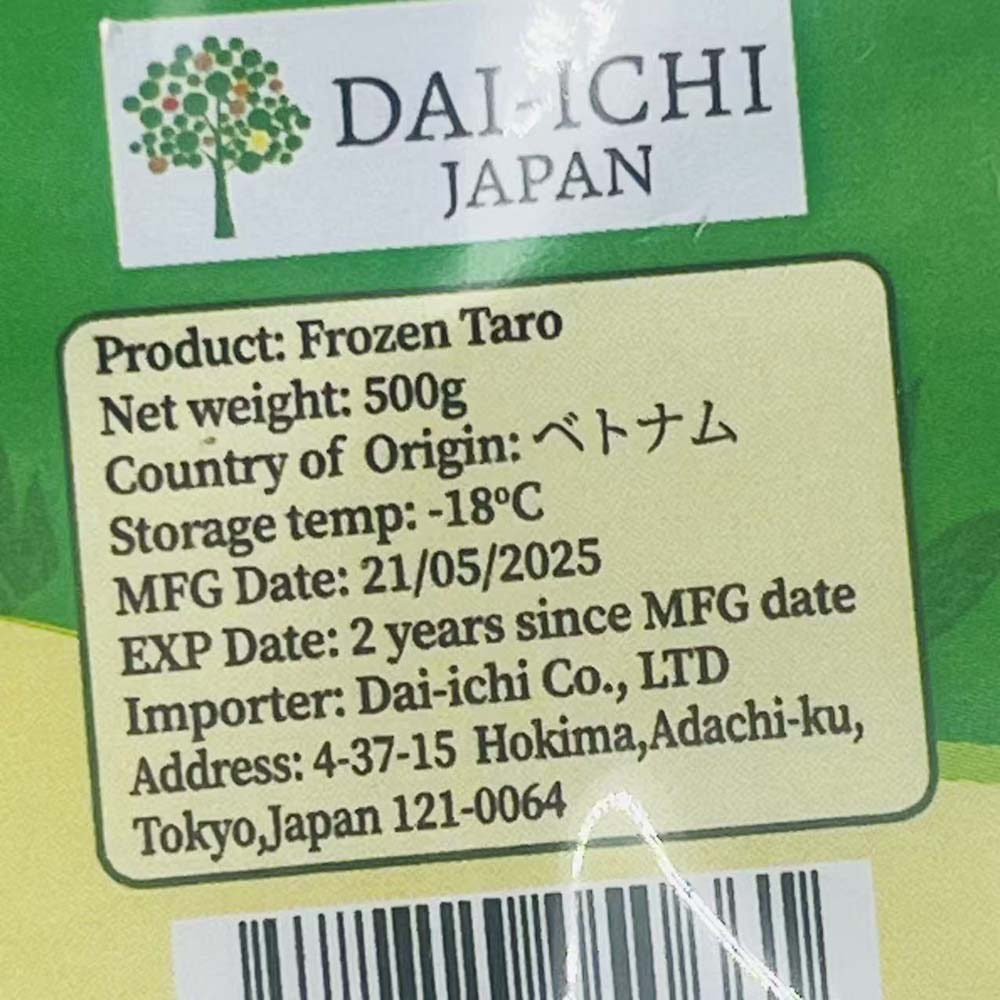 DAI-ICHI
JAPAN
Product: Frozen Taro
Net weight: 500g
Country of Origin: ベトナム
Storage temp: -18ºC
MFG Date: 21/05/2025
EXP Date: 2 years since MFG date
Importer: Dai-ichi Co., LTD
Address: 4-37-15 Hokima,Adachi-ku,
Tokyo,Japan 121-0064